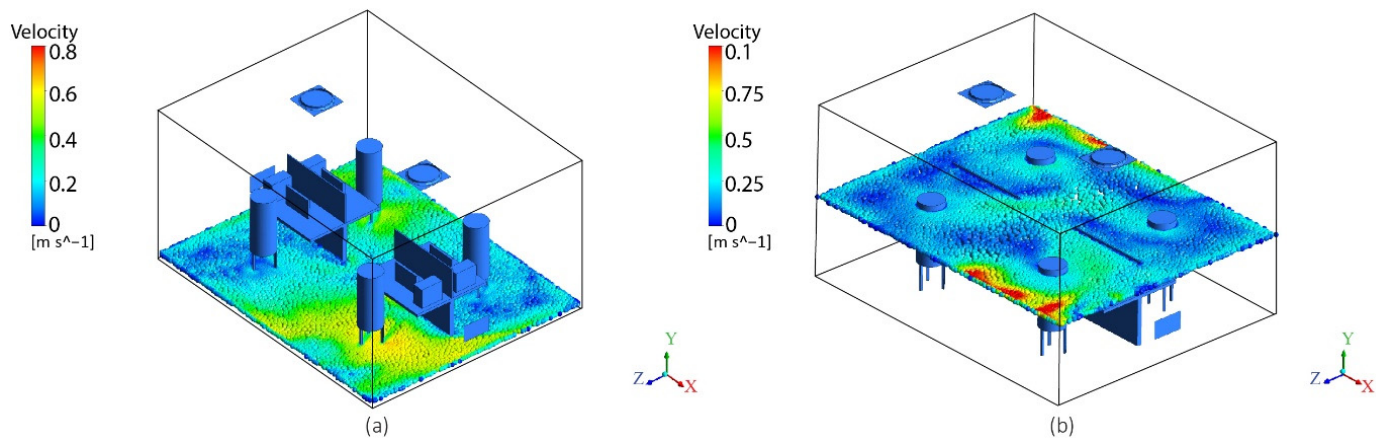 Velocity
0.8
0.6
0.4
0.2
0
[m s^−1]
Y
Z
X
(a)
Velocity
0.1
0.75
0.5
0.25
0
[m s^−1]
Y
Z
X
(b)